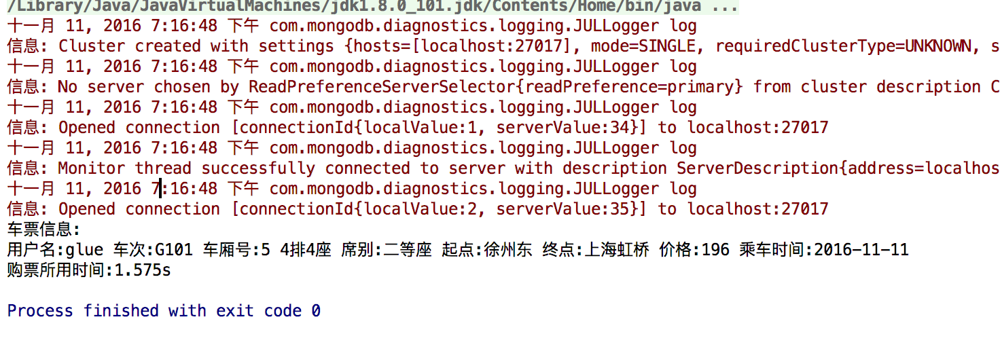 /Library/Java/JavaVirtualMachines/jdk1.8.0_101.jdk/Contents/Home/bin/java ...
十一月 11, 2016 7:16:48 下午 com.mongodb.diagnostics.logging.JULLogger log
信息: Cluster created with settings {hosts=[localhost:27017], mode=SINGLE, requiredClusterType=UNKNOWN, s
十一月 11, 2016 7:16:48 下午 com.mongodb.diagnostics.logging.JULLogger log
信息: No server chosen by ReadPreferenceServerSelector{readPreference=primary} from cluster description C
十一月 11, 2016 7:16:48 下午 com.mongodb.diagnostics.logging.JULLogger log
信息: Opened connection [connectionId{localValue:1, serverValue:34}] to localhost:27017
十一月 11, 2016 7:16:48 下午 com.mongodb.diagnostics.logging.JULLogger log
信息: Monitor thread successfully connected to server with description ServerDescription{address=localhos
十一月 11, 2016 7:16:48 下午 com.mongodb.diagnostics.logging.JULLogger log
信息: Opened connection [connectionId{localValue:2, serverValue:35}] to localhost:27017
车票信息:
用户名:glue 车次:G101 车厢号:5 4排4座 席别:二等座 起点:徐州东 终点:上海虹桥 价格:196 乘车时间:2016-11-11
购票所用时间:1.575s
Process finished with exit code 0